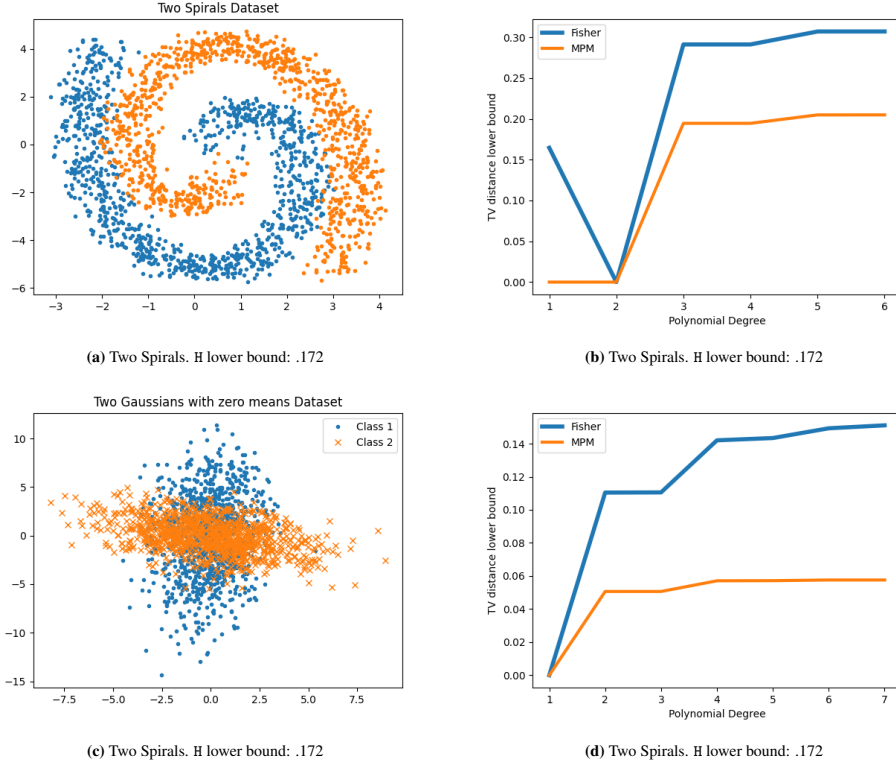 Two Spirals Dataset
4
2
0
−2
−4
−6
−3 −2 −1 0 1 2 3 4
(a) Two Spirals. H lower bound: .172
Fisher
MPM
TV distance lower bound
0.30
0.25
0.20
0.15
0.10
0.05
0.00
1 2 3 4 5 6
Polynomial Degree
(b) Two Spirals. H lower bound: .172
Two Gaussians with zero means Dataset
Class 1
Class 2
10
5
0
−5
−10
−15
−7.5 −5.0 −2.5 0.0 2.5 5.0 7.5
(c) Two Spirals. H lower bound: .172
Fisher
MPM
TV distance lower bound
0.14
0.12
0.10
0.08
0.06
0.04
0.02
0.00
1 2 3 4 5 6 7
Polynomial Degree
(d) Two Spirals. H lower bound: .172